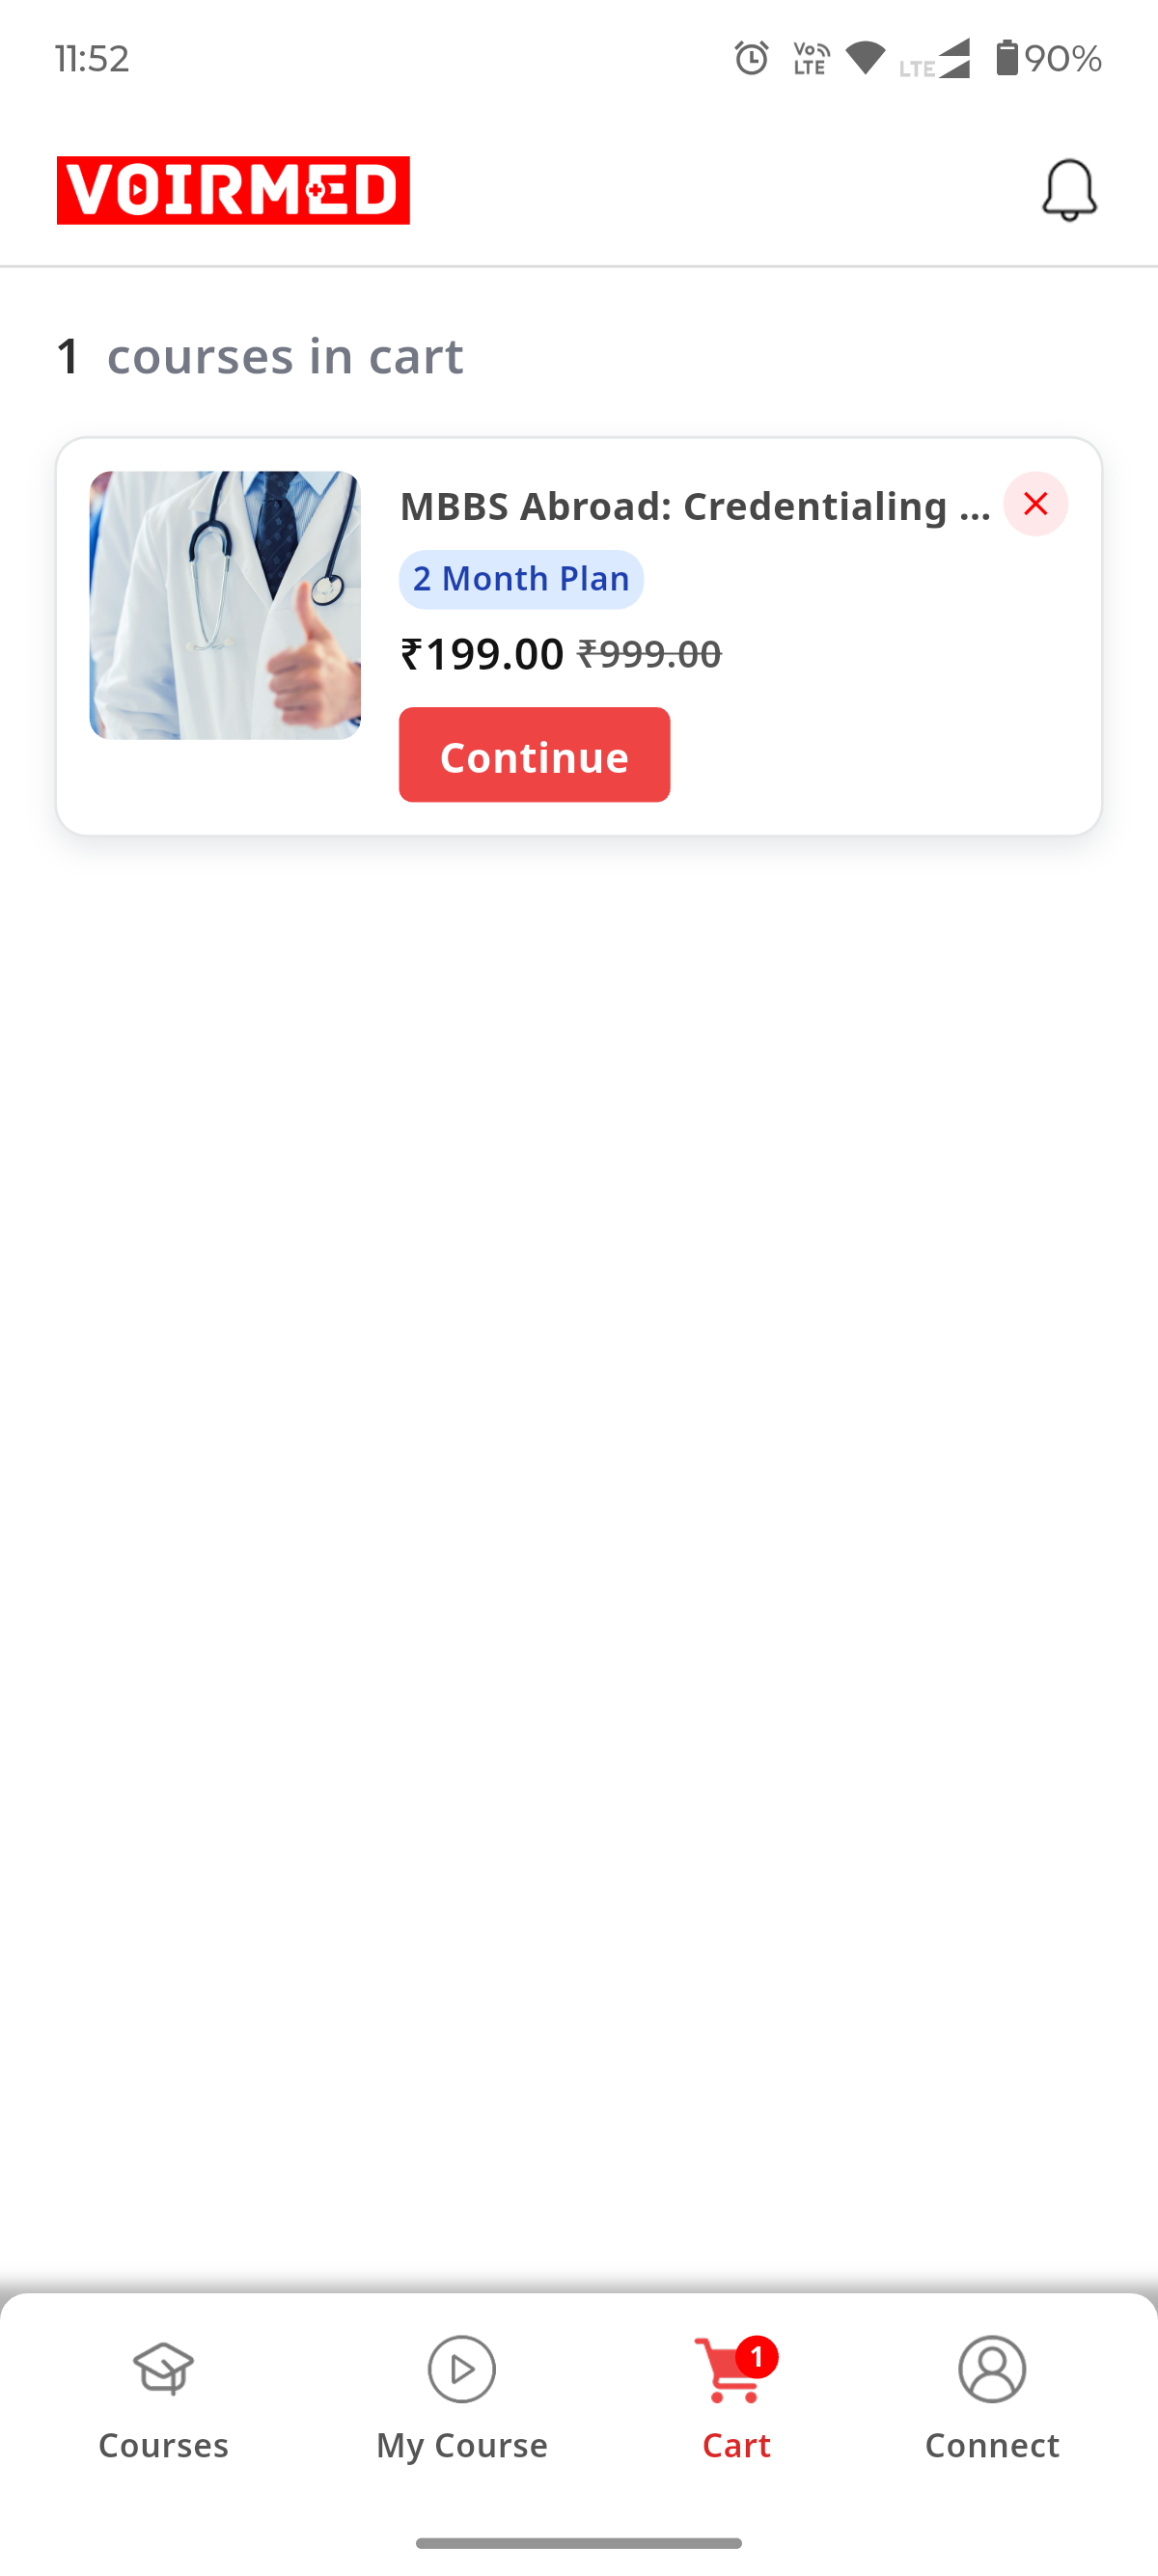 11:52
Vo LTE
LTE
90%
VOIRMED
1 courses in cart
MBBS Abroad: Credentialing ...
2 Month Plan
₹199.00 ₹999.00
Continue
1
Courses
My Course
Cart
Connect